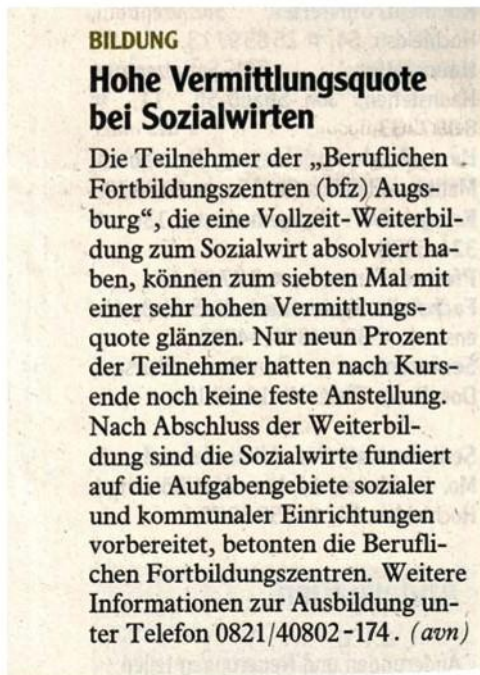 BILDUNG
Hohe Vermittlungsquote
bei Sozialwirten
Die Teilnehmer der „Beruflichen
Fortbildungszentren (bfz) Augs-
burg“, die eine Vollzeit-Weiterbil-
dung zum Sozialwirt absolviert ha-
ben, können zum siebten Mal mit
einer sehr hohen Vermittlungs-
quote glänzen. Nur neun Prozent
der Teilnehmer hatten nach Kurs-
ende noch keine feste Anstellung.
Nach Abschluss der Weiterbil-
dung sind die Sozialwirte fundiert
auf die Aufgabengebiete sozialer
und kommunaler Einrichtungen
vorbereitet, betonten die Berufli-
chen Fortbildungszentren. Weitere
Informationen zur Ausbildung un-
ter Telefon 0821/40802-174. (avn)